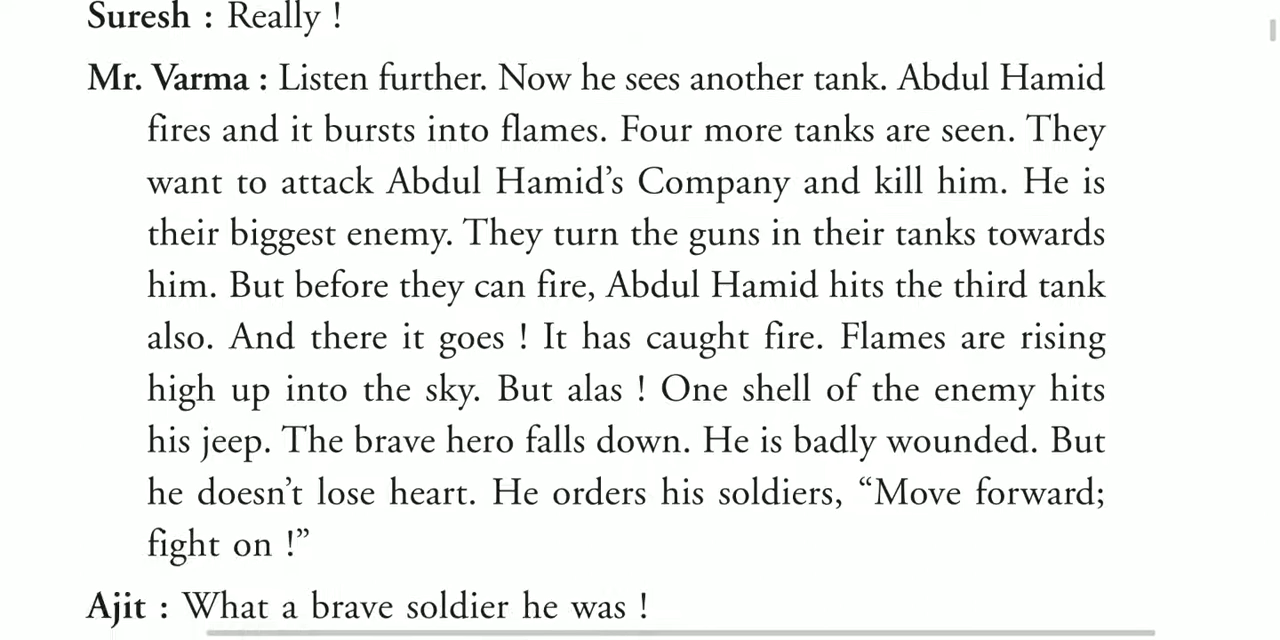 Suresh : Really !
Mr. Varma : Listen further. Now he sees another tank. Abdul Hamid
fires and it bursts into flames. Four more tanks are seen. They
want to attack Abdul Hamid’s Company and kill him. He is
their biggest enemy. They turn the guns in their tanks towards
him. But before they can fire, Abdul Hamid hits the third tank
also. And there it goes ! It has caught fire. Flames are rising
high up into the sky. But alas ! One shell of the enemy hits
his jeep. The brave hero falls down. He is badly wounded. But
he doesn’t lose heart. He orders his soldiers, “Move forward;
fight on !”
Ajit : What a brave soldier he was !